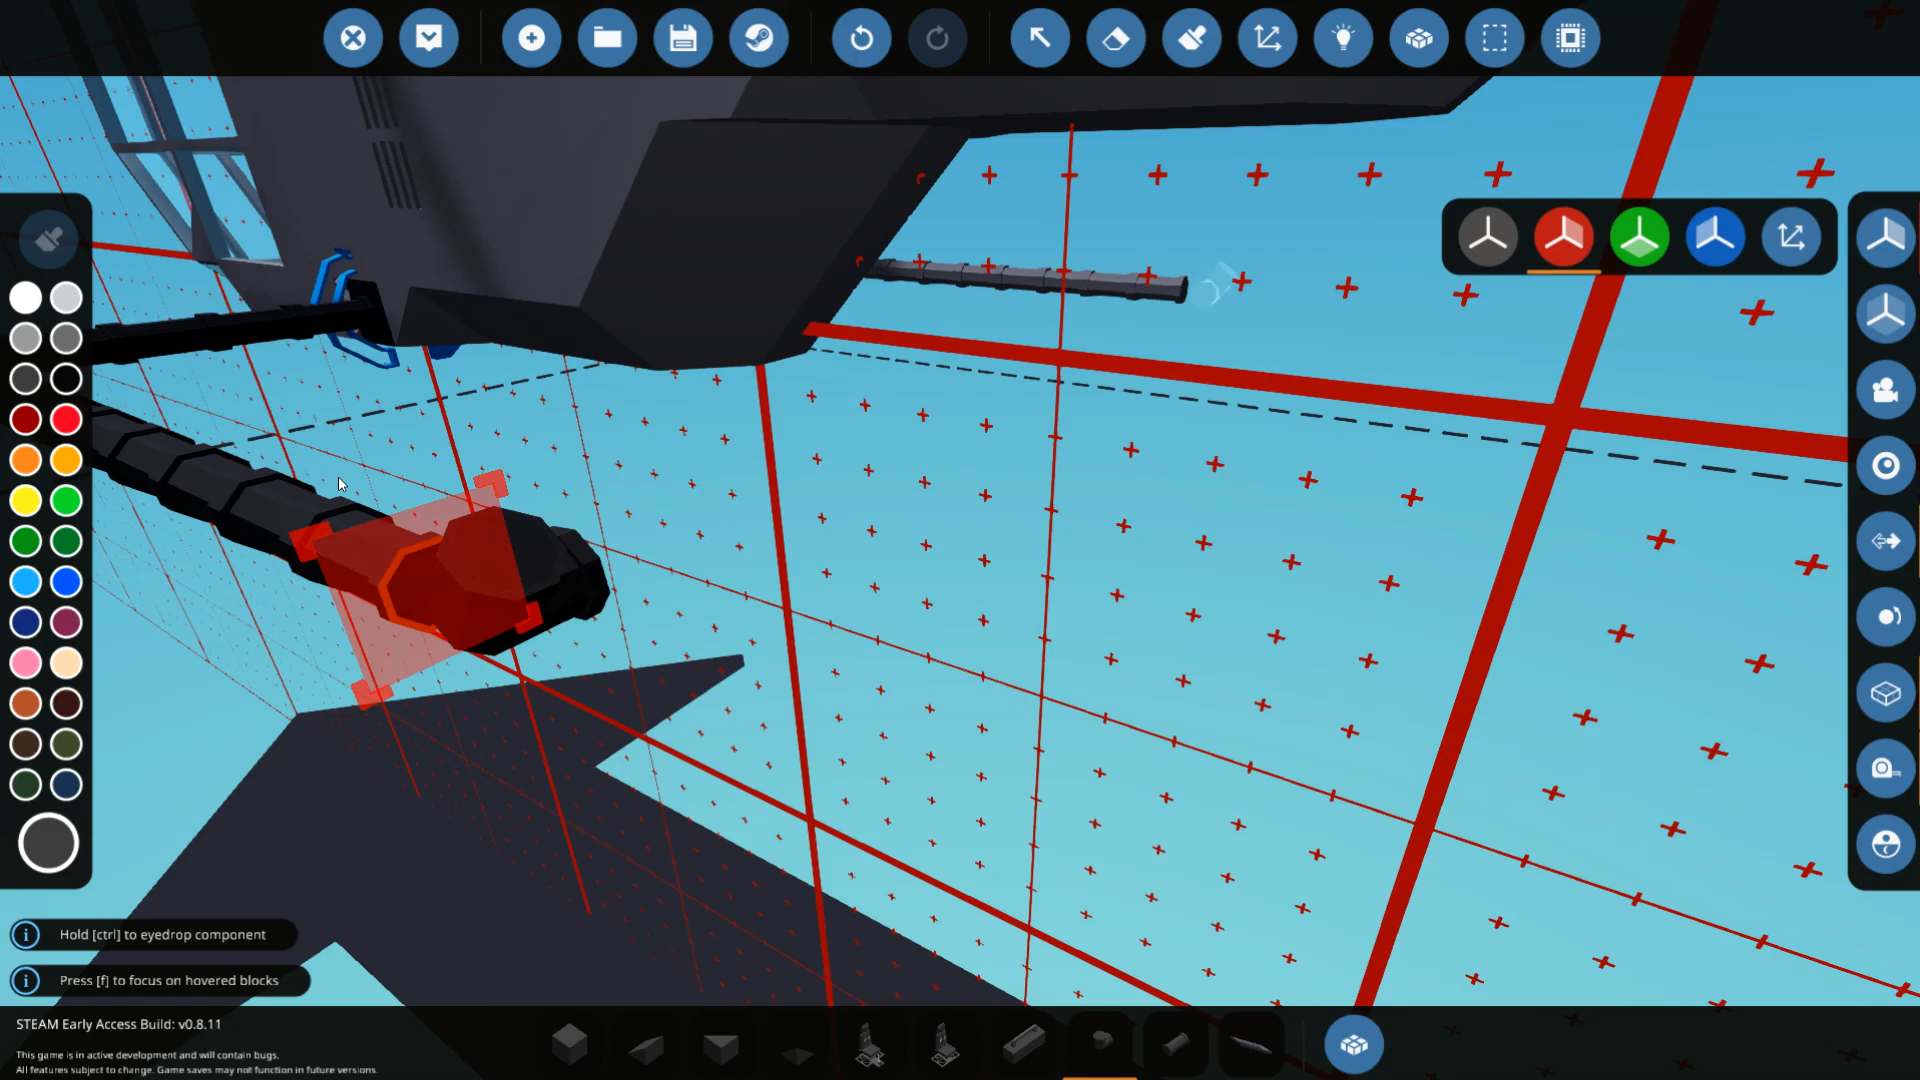 Hold [ctrl] to eyedrop component
Press [f] to focus on hovered blocks
STEAM Early Access Build: v0.8.11
This game is in active development and will contain bugs.
All features subject to change. Game saves may not function in future versions.